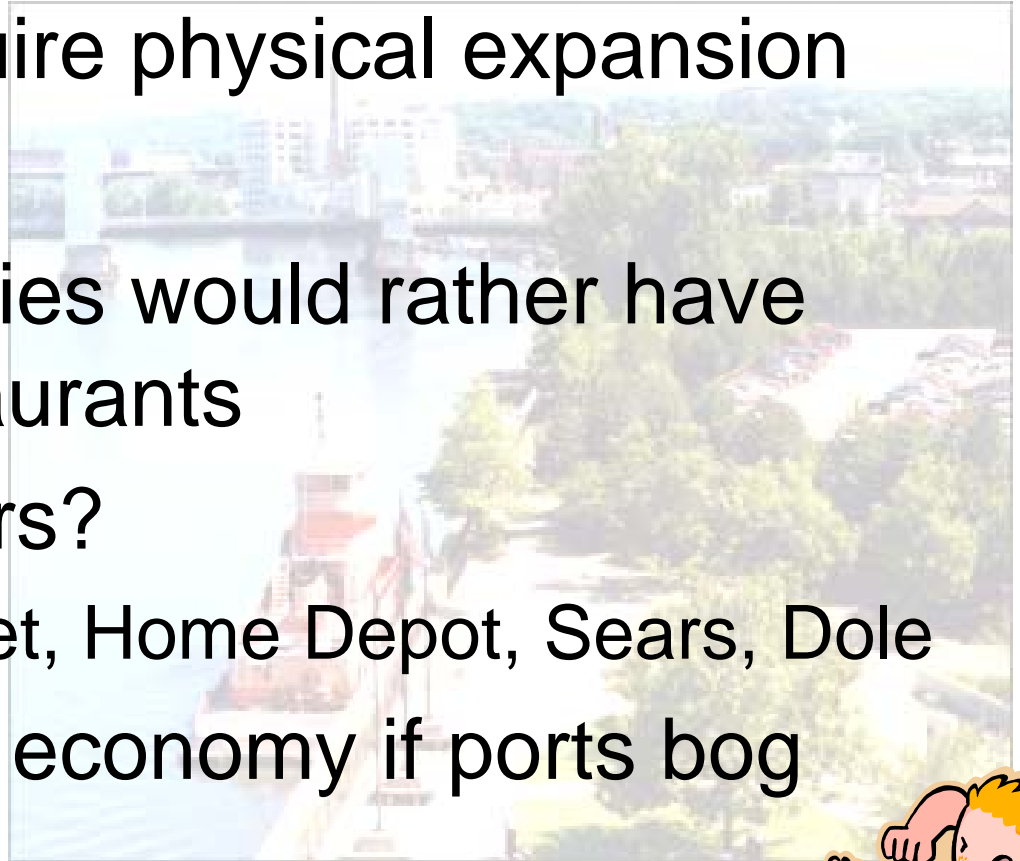 uire physical expansion
ies would rather have
aurants
rs?
et, Home Depot, Sears, Dole
economy if ports bog